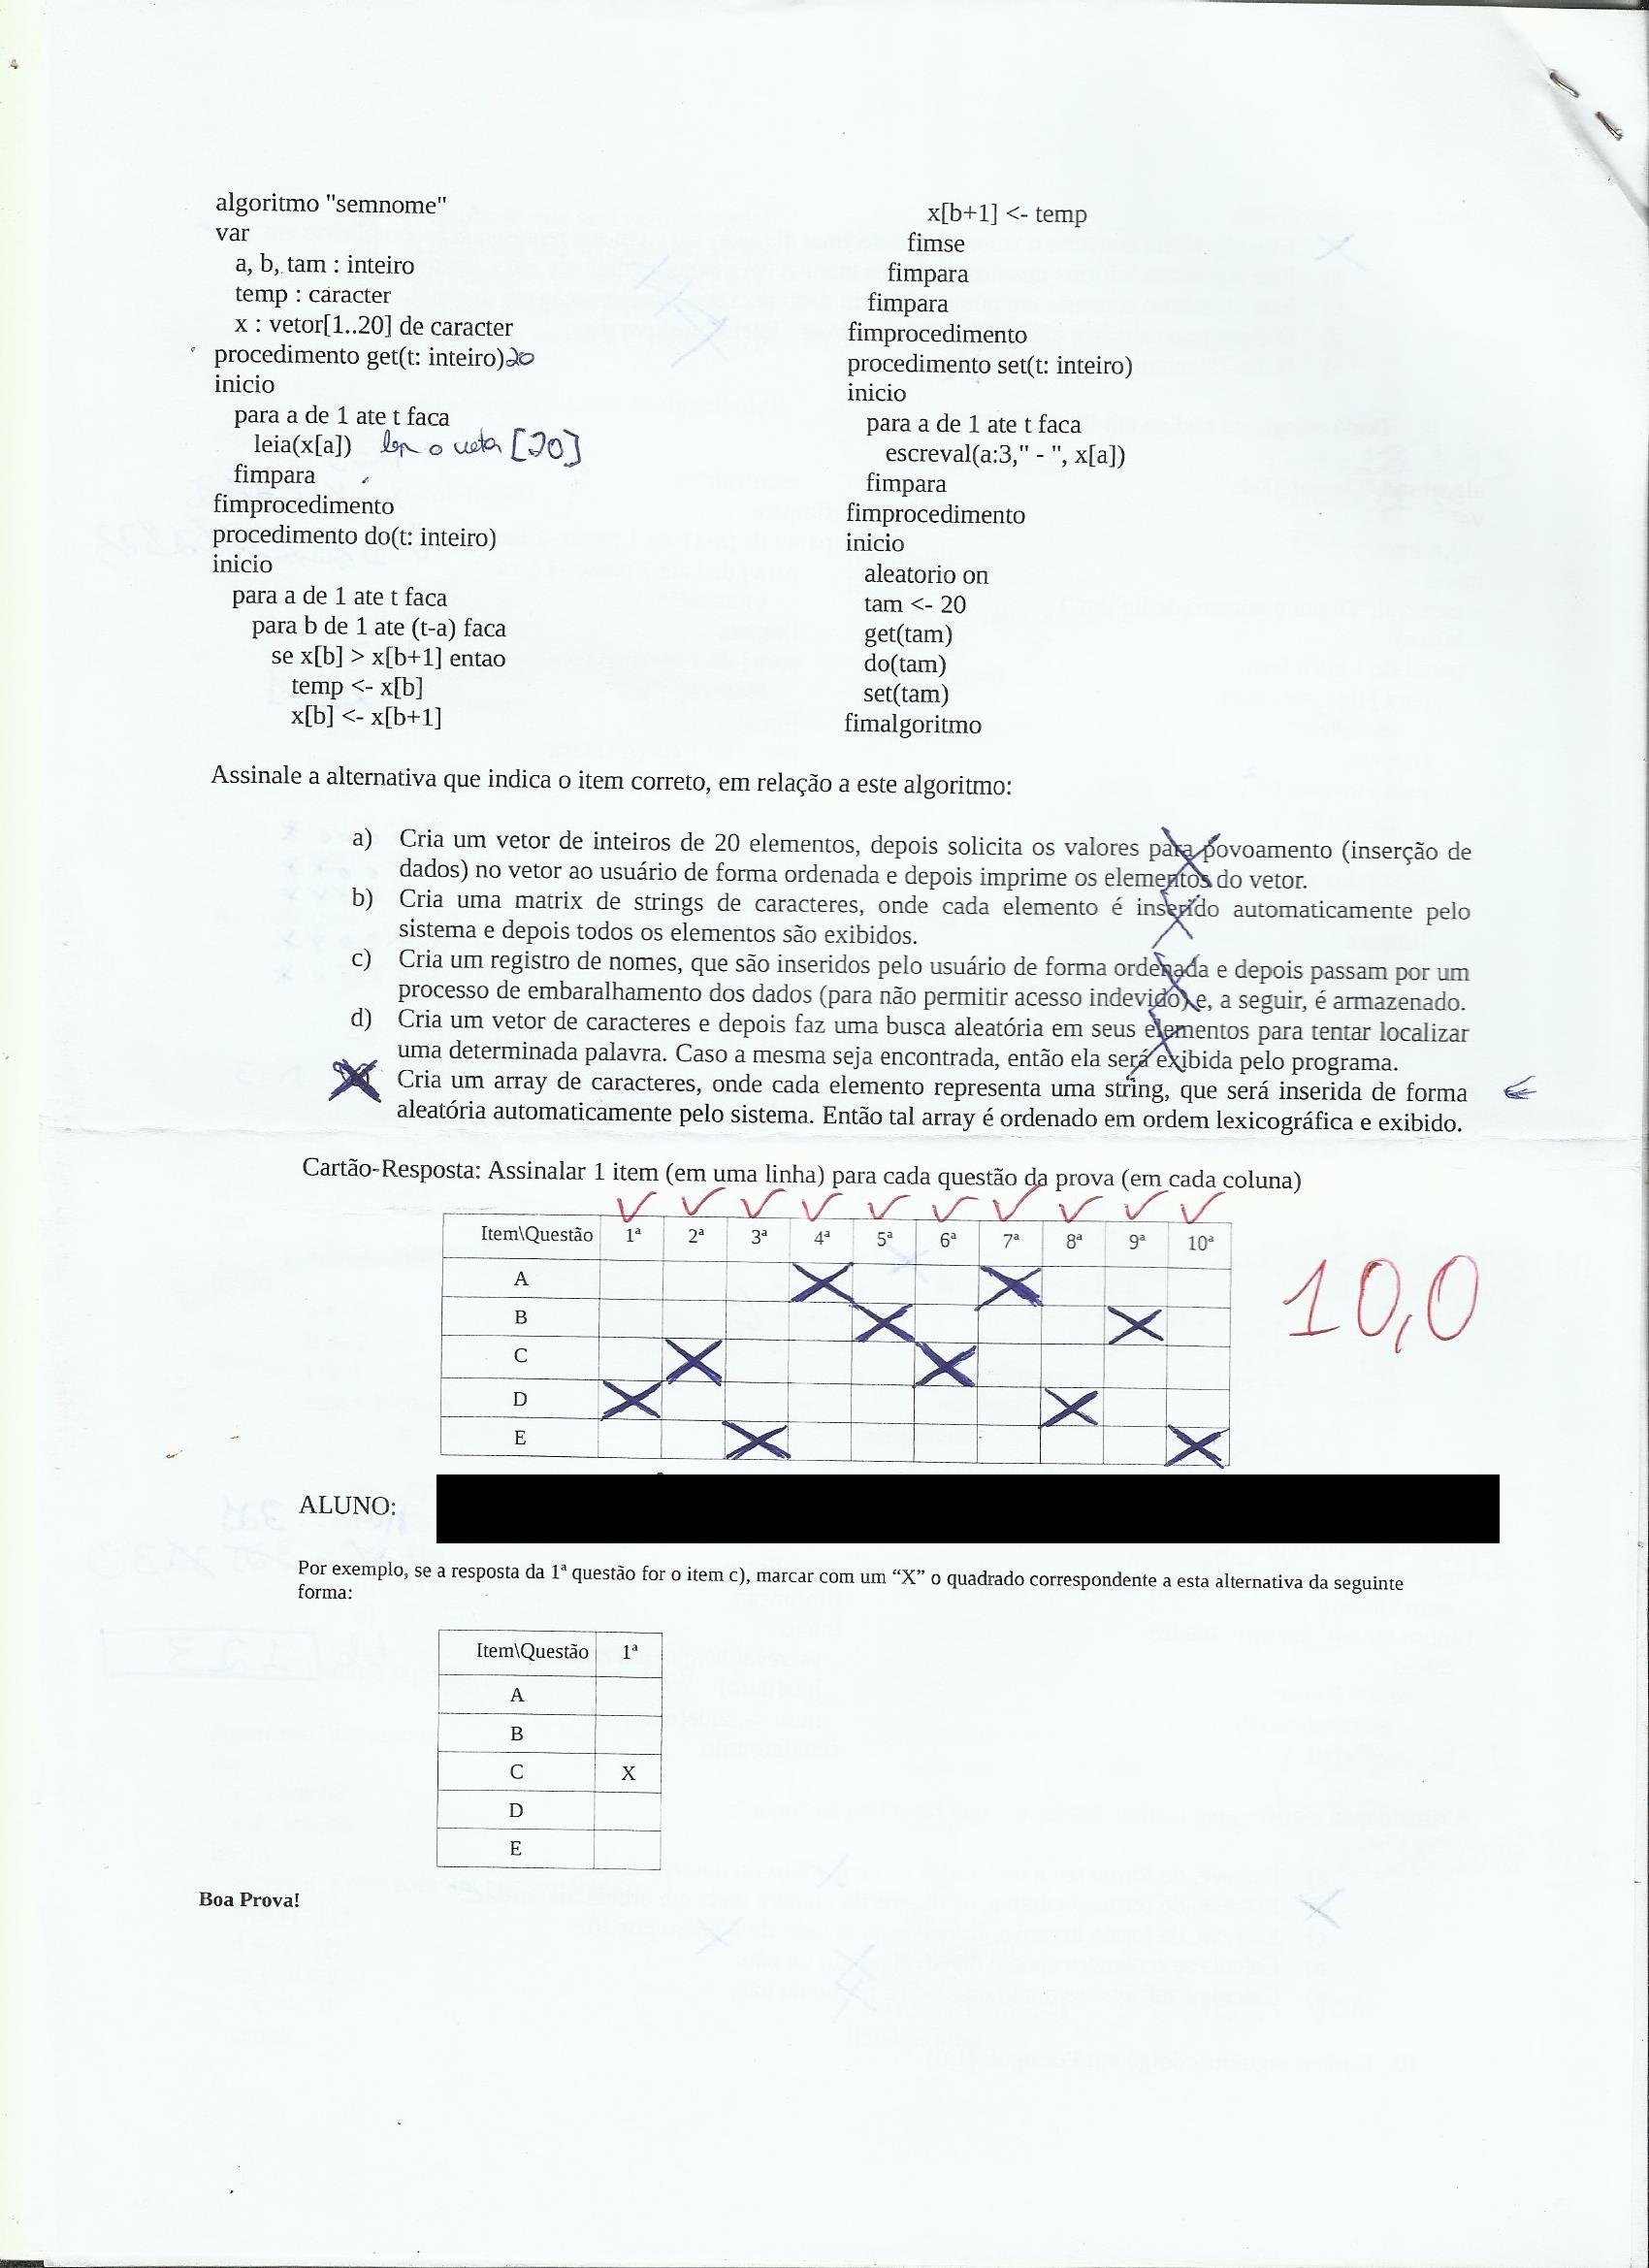 algoritmo "semnome"
var
a, b, tam : inteiro
temp : caracter
x : vetor[1..20] de caracter
procedimento get(t: inteiro) 20
inicio
para a de 1 ate t faca
leia(x[a]) ler o vetor [20]
fimpara
fimprocedimento
procedimento do(t: inteiro)
inicio
para a de 1 ate t faca
para b de 1 ate (t-a) faca
se x[b] > x[b+1] entao
temp <- x[b]
x[b] <- x[b+1]
x[b+1] <- temp
fimse
fimpara
fimpara
fimprocedimento
procedimento set(t: inteiro)
inicio
para a de 1 ate t faca
escreval(a:3," - ", x[a])
fimpara
fimprocedimento
inicio
aleatorio on
tam <- 20
get(tam)
do(tam)
set(tam)
fimalgoritmo
Assinale a alternativa que indica o item correto, em relação a este algoritmo:
a) Cria um vetor de inteiros de 20 elementos, depois solicita os valores para povoamento (inserção de
dados) no vetor ao usuário de forma ordenada e depois imprime os elementos do vetor.
b) Cria uma matrix de strings de caracteres, onde cada elemento é inserido automaticamente pelo
sistema e depois todos os elementos são exibidos.
c) Cria um registro de nomes, que são inseridos pelo usuário de forma ordenada e depois passam por um
processo de embaralhamento dos dados (para não permitir acesso indevido) e, a seguir, é armazenado.
d) Cria um vetor de caracteres e depois faz uma busca aleatória em seus elementos para tentar localizar
uma determinada palavra. Caso a mesma seja encontrada, então ela será exibida pelo programa.
Cria um array de caracteres, onde cada elemento representa uma string, que será inserida de forma
aleatória automaticamente pelo sistema. Então tal array é ordenado em ordem lexicográfica e exibido.
Cartão-Resposta: Assinalar 1 item (em uma linha) para cada questão da prova (em cada coluna)
Item\Questão 1ª 2ª 3ª 4ª 5ª 6ª 7ª 8ª 9ª 10ª
A X X
B X X
C X X
D X X
E X X
10,0
ALUNO:
Por exemplo, se a resposta da 1ª questão for o item c), marcar com um “X” o quadrado correspondente a esta alternativa da seguinte
forma:
Item\Questão 1ª
A
B
C X
D
E
Boa Prova!